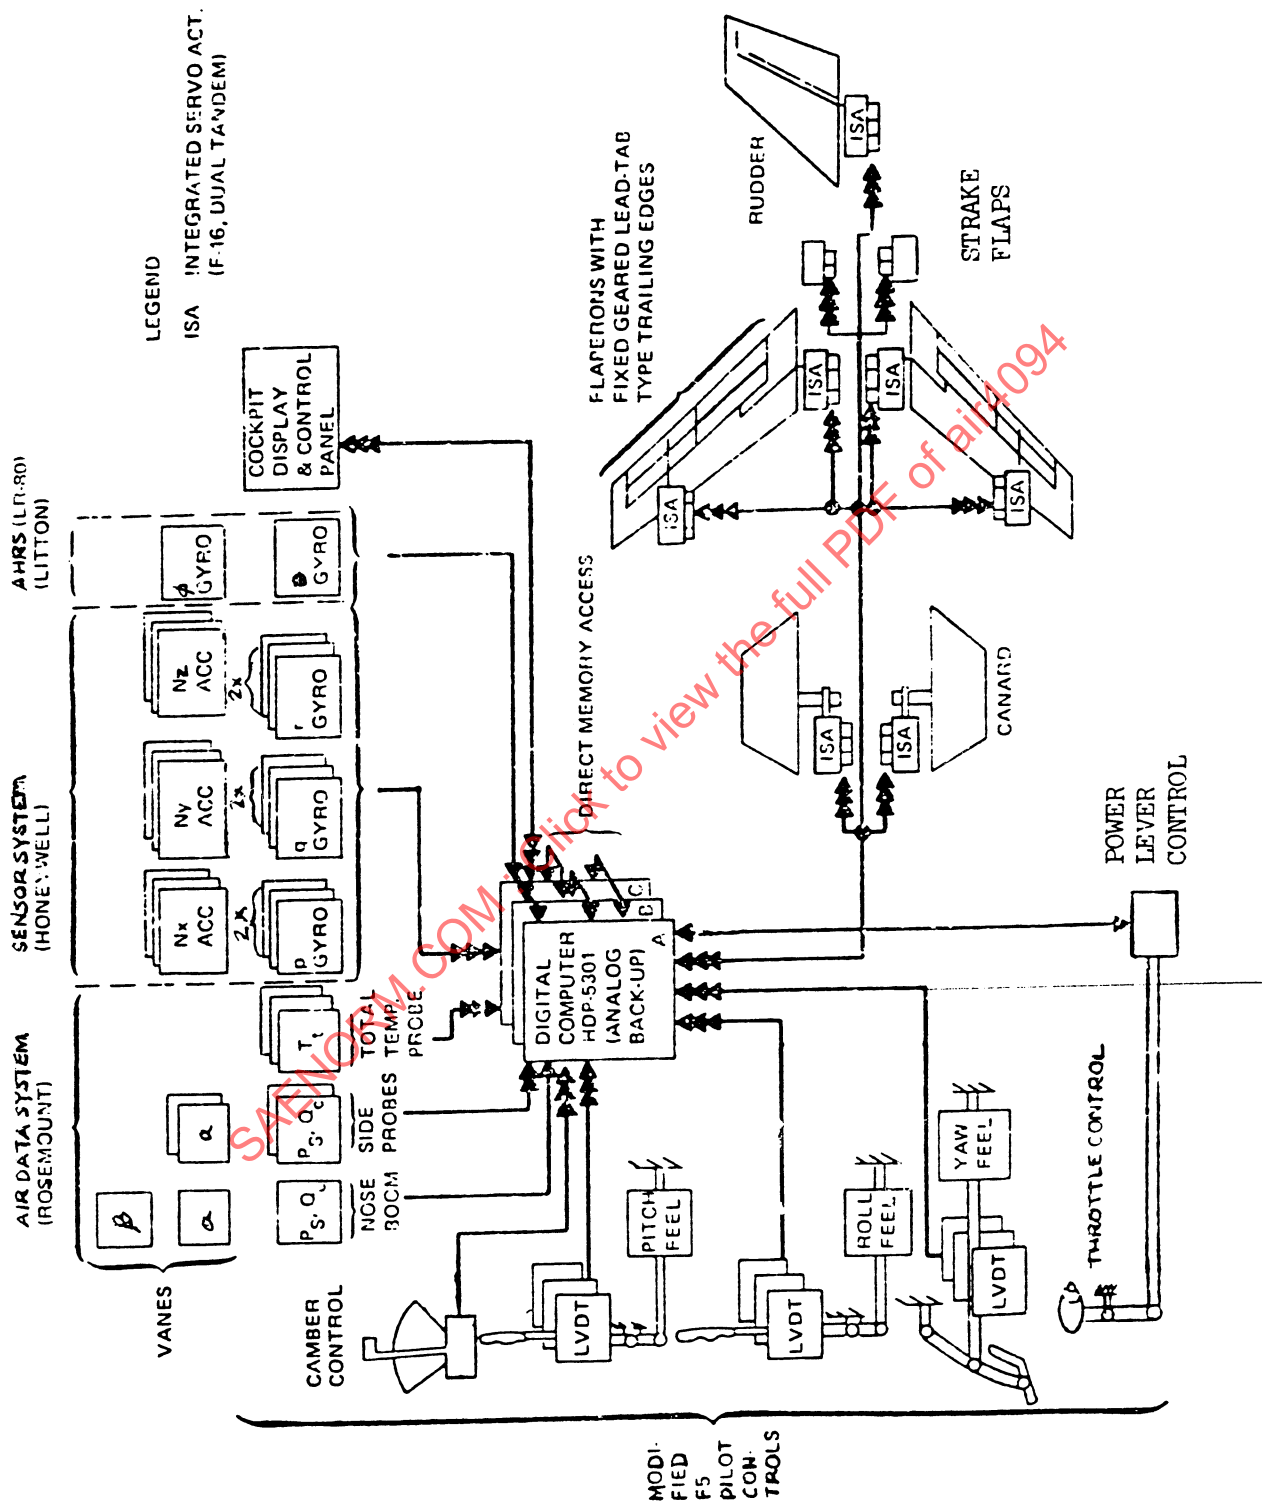 AIR DATA SYSTEM
(ROSEMOUNT)
SENSOR SYSTEM
(HONEYWELL)
AHRS (LR-80)
(LITTON)
LEGEND
ISA INTEGRATED SERVO ACT.
(F-16, DUAL TANDEM)
VANES
β
α
α
Nx
ACC
Ny
ACC
Nz
ACC
φ
GYRO
P_S, Q_C
P_S, Q_C
T_t
2x
p
GYRO
2x
q
GYRO
2x
r
GYRO
θ
GYRO
COCKPIT
DISPLAY
& CONTROL
PANEL
NOSE
BOOM
SIDE
PROBES
TOTAL
TEMP.
PROBE
CAMBER
CONTROL
DIGITAL
COMPUTER
HDP-5301
(ANALOG
BACK-UP)
A
B
C
DIRECT MEMORY ACCESS
FLAPERONS WITH
FIXED GEARED LEAD-TAB
TYPE TRAILING EDGES
RUDDER
ISA
ISA
ISA
ISA
ISA
ISA
ISA
STRAKE
FLAPS
CANARD
LVDT
PITCH
FEEL
LVDT
ROLL
FEEL
LVDT
YAW
FEEL
THROTTLE CONTROL
POWER
LEVER
CONTROL
MODI-
FIED
F5
PILOT
CON-
TROLS
SAENORM.COM : Click to view the full PDF of air4094